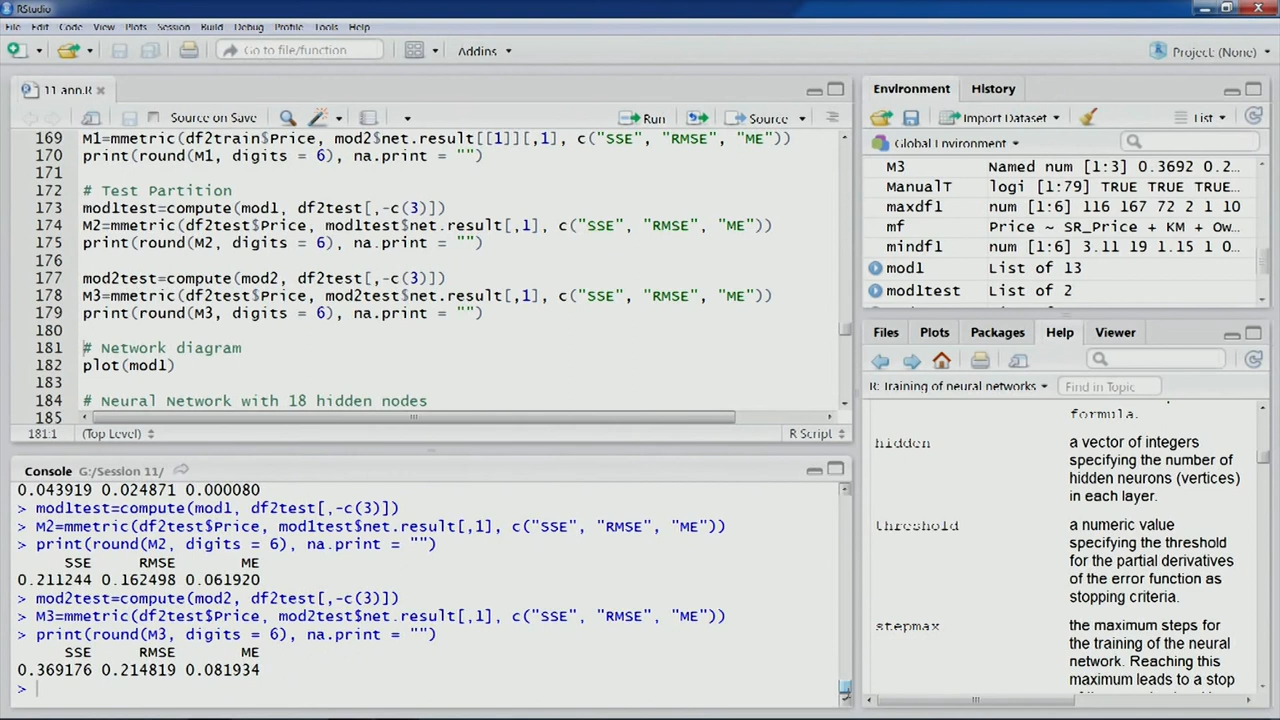 RStudio
File Edit Code View Plots Session Build Debug Profile Tools Help
Go to file/function
Addins
Project: (None)
11 ann.R
Source on Save
Run
Source
169 M1=mmetric(df2train$Price, mod2$net.result[[1]][,1], c("SSE", "RMSE", "ME"))
170 print(round(M1, digits = 6), na.print = "")
171
172 # Test Partition
173 mod1test=compute(mod1, df2test[,-c(3)])
174 M2=mmetric(df2test$Price, mod1test$net.result[,1], c("SSE", "RMSE", "ME"))
175 print(round(M2, digits = 6), na.print = "")
176
177 mod2test=compute(mod2, df2test[,-c(3)])
178 M3=mmetric(df2test$Price, mod2test$net.result[,1], c("SSE", "RMSE", "ME"))
179 print(round(M3, digits = 6), na.print = "")
180
181 # Network diagram
182 plot(mod1)
183
184 # Neural Network with 18 hidden nodes
185
181:1 (Top Level) R Script
Console G:/Session 11/
0.043919 0.024871 0.000080
> mod1test=compute(mod1, df2test[,-c(3)])
> M2=mmetric(df2test$Price, mod1test$net.result[,1], c("SSE", "RMSE", "ME"))
> print(round(M2, digits = 6), na.print = "")
SSE RMSE ME
0.211244 0.162498 0.061920
> mod2test=compute(mod2, df2test[,-c(3)])
> M3=mmetric(df2test$Price, mod2test$net.result[,1], c("SSE", "RMSE", "ME"))
> print(round(M3, digits = 6), na.print = "")
SSE RMSE ME
0.369176 0.214819 0.081934
>
Environment History
Import Dataset List
Global Environment
M3 Named num [1:3] 0.3692 0.2…
ManualT logi [1:79] TRUE TRUE TRUE…
maxdf1 num [1:6] 116 167 72 2 1 10
mf Price ~ SR_Price + KM + Ow…
mindf1 num [1:6] 3.11 19 1.15 1 0…
mod1 List of 13
mod1test List of 2
Files Plots Packages Help Viewer
R: Training of neural networks Find in Topic
formula.
hidden a vector of integers
specifying the number of
hidden neurons (vertices)
in each layer.
threshold a numeric value
specifying the threshold
for the partial derivatives
of the error function as
stopping criteria.
stepmax the maximum steps for
the training of the neural
network. Reaching this
maximum leads to a stop